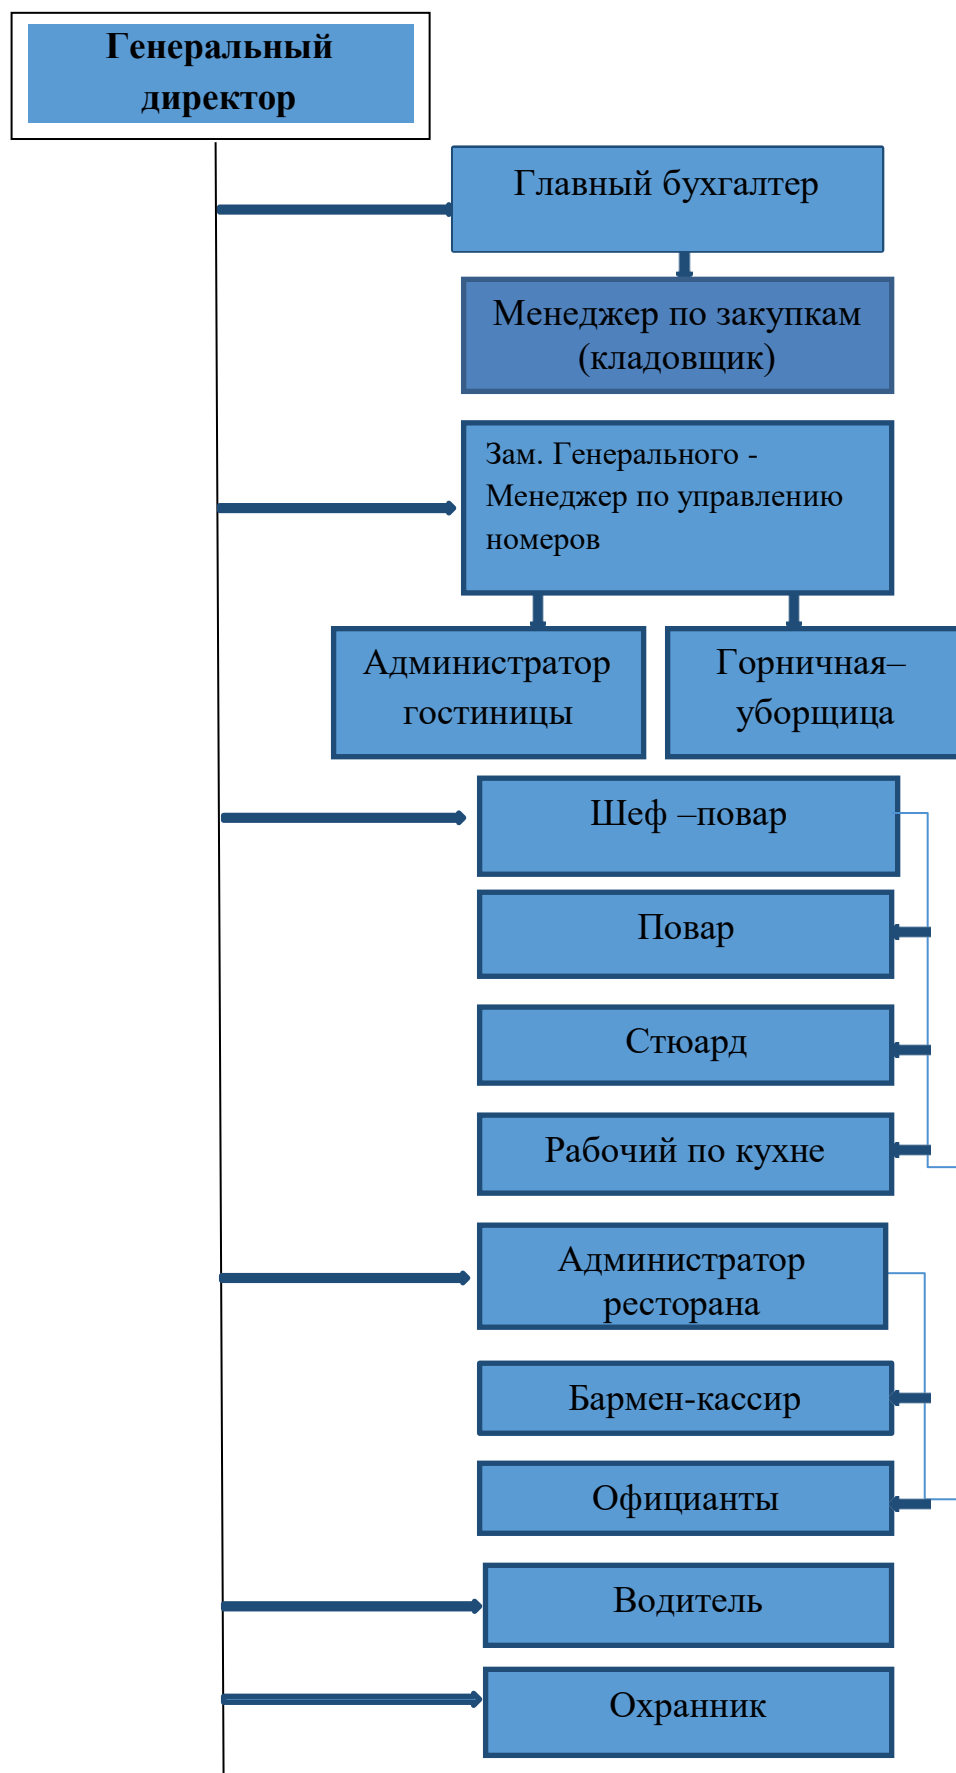 Генеральный
директор
Главный бухгалтер
Менеджер по закупкам
(кладовщик)
Зам. Генерального -
Менеджер по управлению
номеров
Администратор
гостиницы
Горничная–
уборщица
Шеф –повар
Повар
Стюард
Рабочий по кухне
Администратор
ресторана
Бармен-кассир
Официанты
Водитель
Охранник